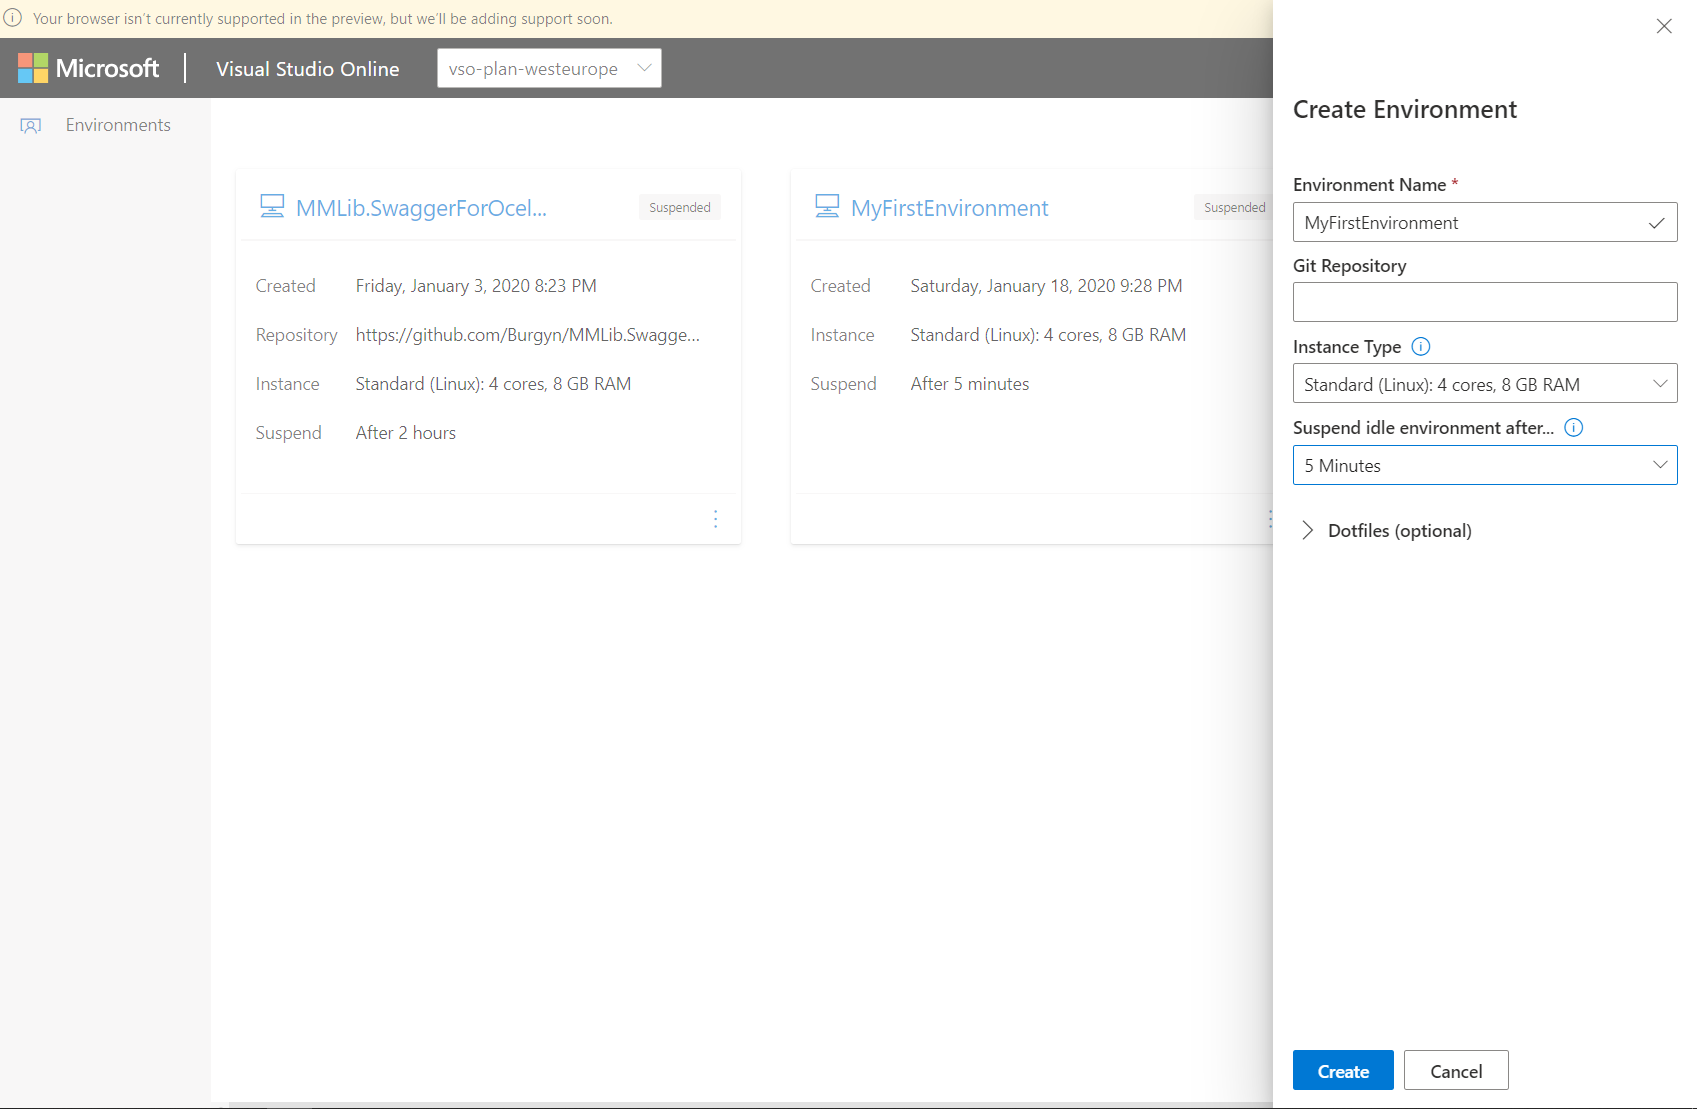 Your browser isn't currently supported in the preview, but we'll be adding support soon.
Microsoft
Visual Studio Online
vso-plan-westeurope
Environments
MMLib.SwaggerForOcel...
Suspended
Created Friday, January 3, 2020 8:23 PM
Repository https://github.com/Burgyn/MMLib.Swagge...
Instance Standard (Linux): 4 cores, 8 GB RAM
Suspend After 2 hours
MyFirstEnvironment
Suspended
Created Saturday, January 18, 2020 9:28 PM
Instance Standard (Linux): 4 cores, 8 GB RAM
Suspend After 5 minutes
Create Environment
Environment Name *
MyFirstEnvironment
Git Repository
Instance Type
Standard (Linux): 4 cores, 8 GB RAM
Suspend idle environment after...
5 Minutes
Dotfiles (optional)
Create
Cancel